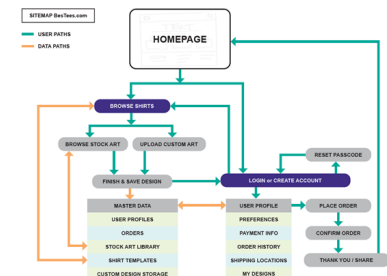 SITEMAP BasTees.com
USER PATHS
DATA PATHS
HOMEPAGE
BROWSE SHIRTS
BROWSE STOCK ART
UPLOAD CUSTOM ART
RESET PASSCODE
FINISH & SAVE DESIGN
LOGIN or CREATE ACCOUNT
MASTER DATA
USER PROFILES
ORDERS
STOCK ART LIBRARY
SHIRT TEMPLATES
CUSTOM DESIGN STORAGE
USER PROFILE
PREFERENCES
PAYMENT INFO
ORDER HISTORY
SHIPPING LOCATIONS
MY DESIGNS
PLACE ORDER
CONFIRM ORDER
THANK YOU / SHARE